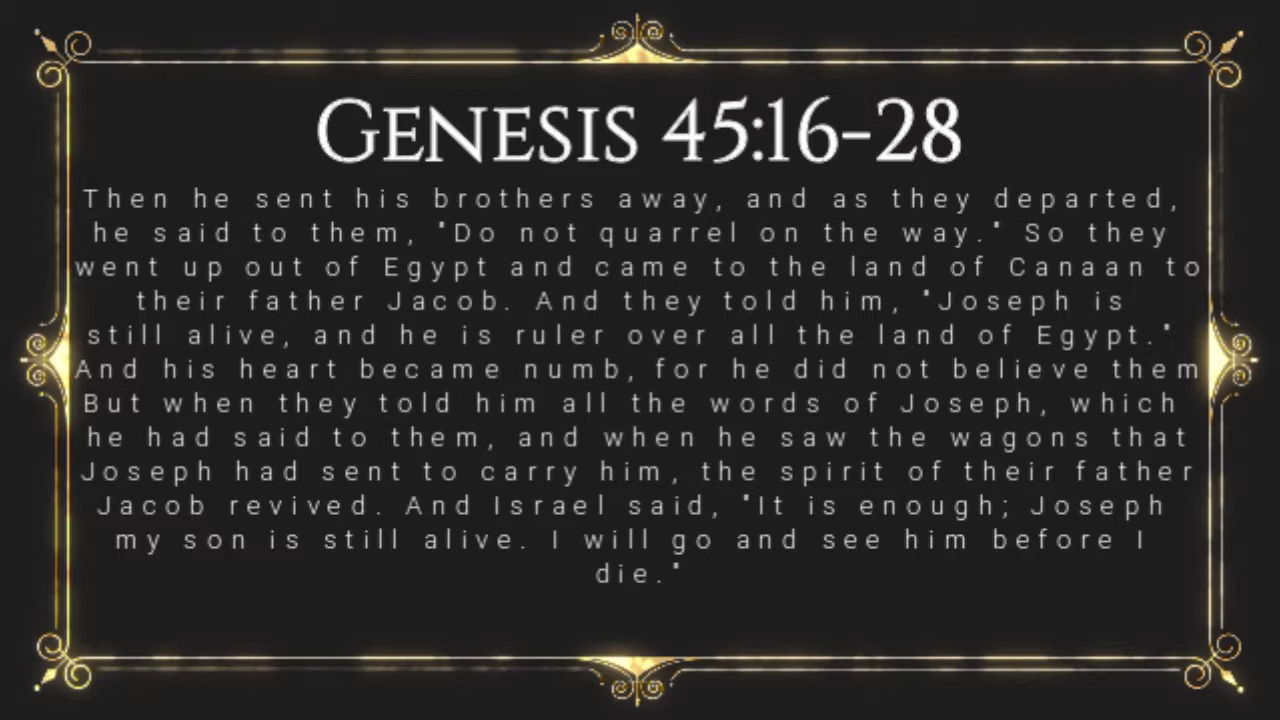 Genesis 45:16-28
Then he sent his brothers away, and as they departed,
he said to them, "Do not quarrel on the way." So they
went up out of Egypt and came to the land of Canaan to
their father Jacob. And they told him, "Joseph is
still alive, and he is ruler over all the land of Egypt."
And his heart became numb, for he did not believe them
But when they told him all the words of Joseph, which
he had said to them, and when he saw the wagons that
Joseph had sent to carry him, the spirit of their father
Jacob revived. And Israel said, "It is enough; Joseph
my son is still alive. I will go and see him before I
die."